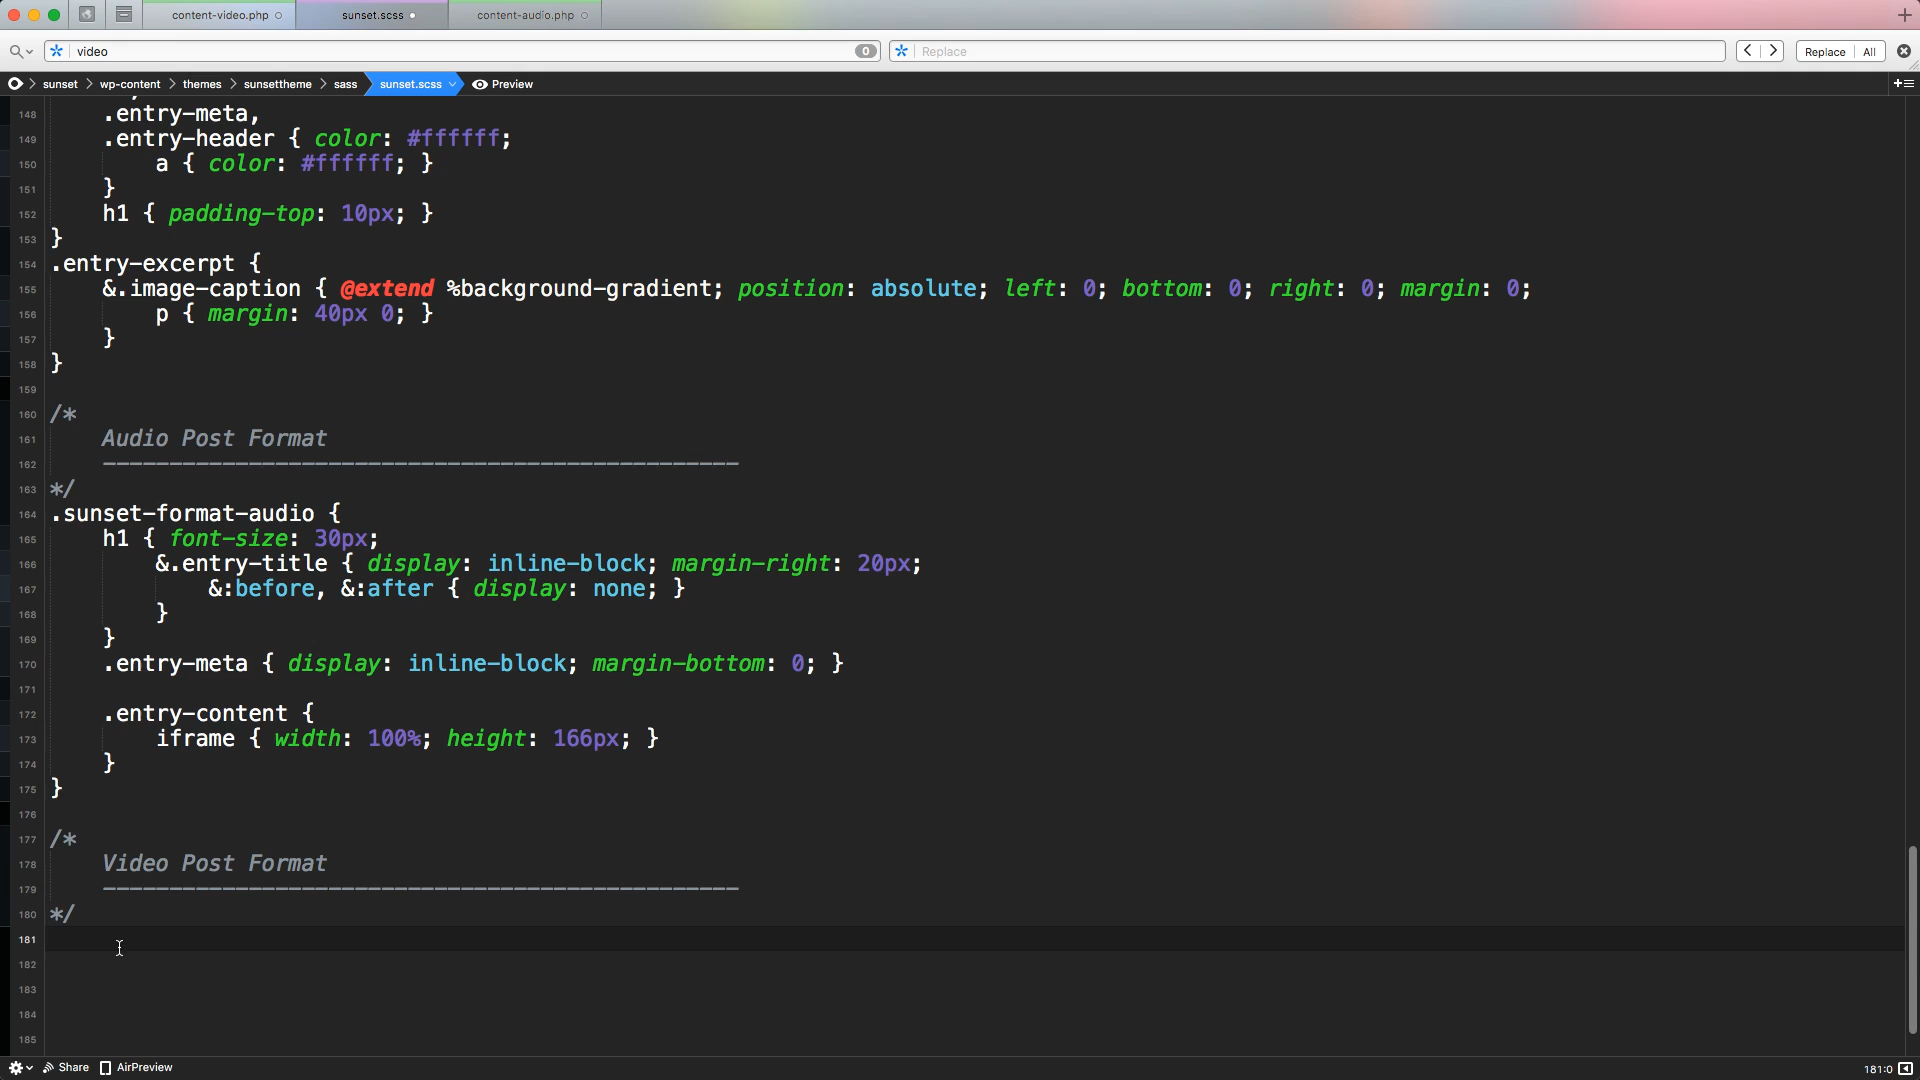 content-video.php
sunset.scss
content-audio.php
video
0
Replace
Replace
All
sunset
wp-content
themes
sunsettheme
sass
sunset.scss
Preview
148 .entry-meta,
149 .entry-header { color: #ffffff;
150 a { color: #ffffff; }
151 }
152 h1 { padding-top: 10px; }
153 }
154 .entry-excerpt {
155 &.image-caption { @extend %background-gradient; position: absolute; left: 0; bottom: 0; right: 0; margin: 0;
156 p { margin: 40px 0; }
157 }
158 }
159
160 /*
161 Audio Post Format
162 ------------------------------------------------
163 */
164 .sunset-format-audio {
165 h1 { font-size: 30px;
166 &.entry-title { display: inline-block; margin-right: 20px;
167 &:before, &:after { display: none; }
168 }
169 }
170 .entry-meta { display: inline-block; margin-bottom: 0; }
171
172 .entry-content {
173 iframe { width: 100%; height: 166px; }
174 }
175 }
176
177 /*
178 Video Post Format
179 ------------------------------------------------
180 */
181
182
183
184
185
Share
AirPreview
181:0